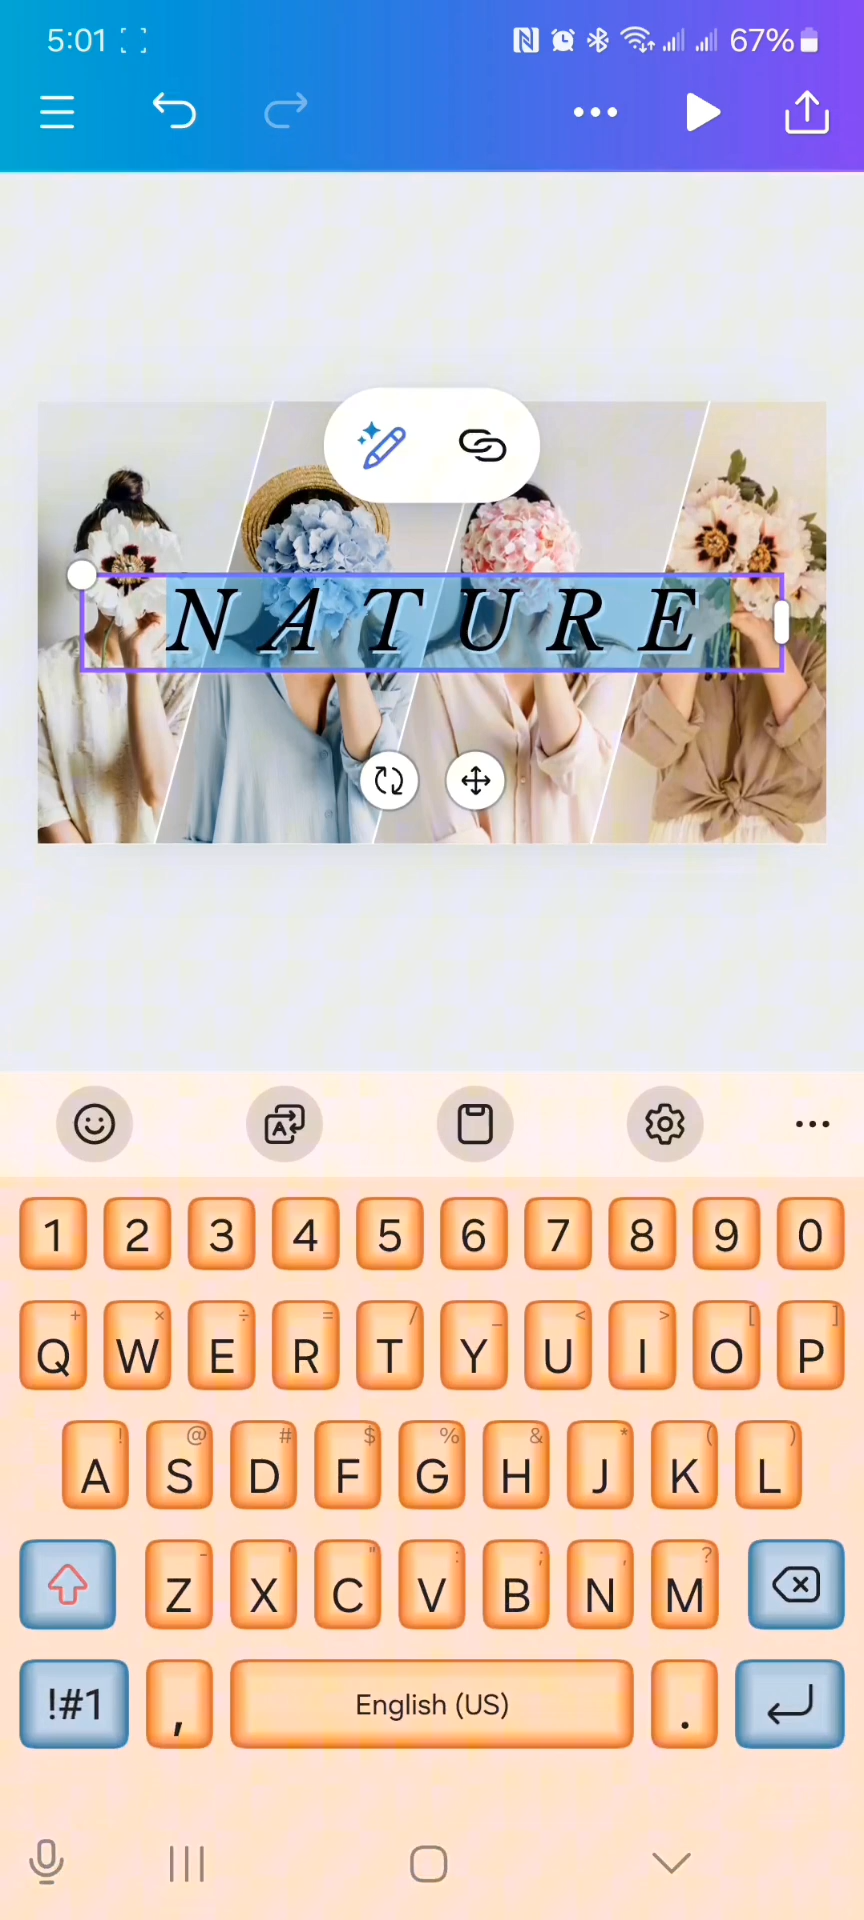 5:01 67%
NATURE
1 2 3 4 5 6 7 8 9 0
+ × ÷ = / _ < > [ ]
Q W E R T Y U I O P
! @ # $ % & * ( )
A S D F G H J K L
- ' " : ; , ?
Z X C V B N M
!#1 , English (US) .